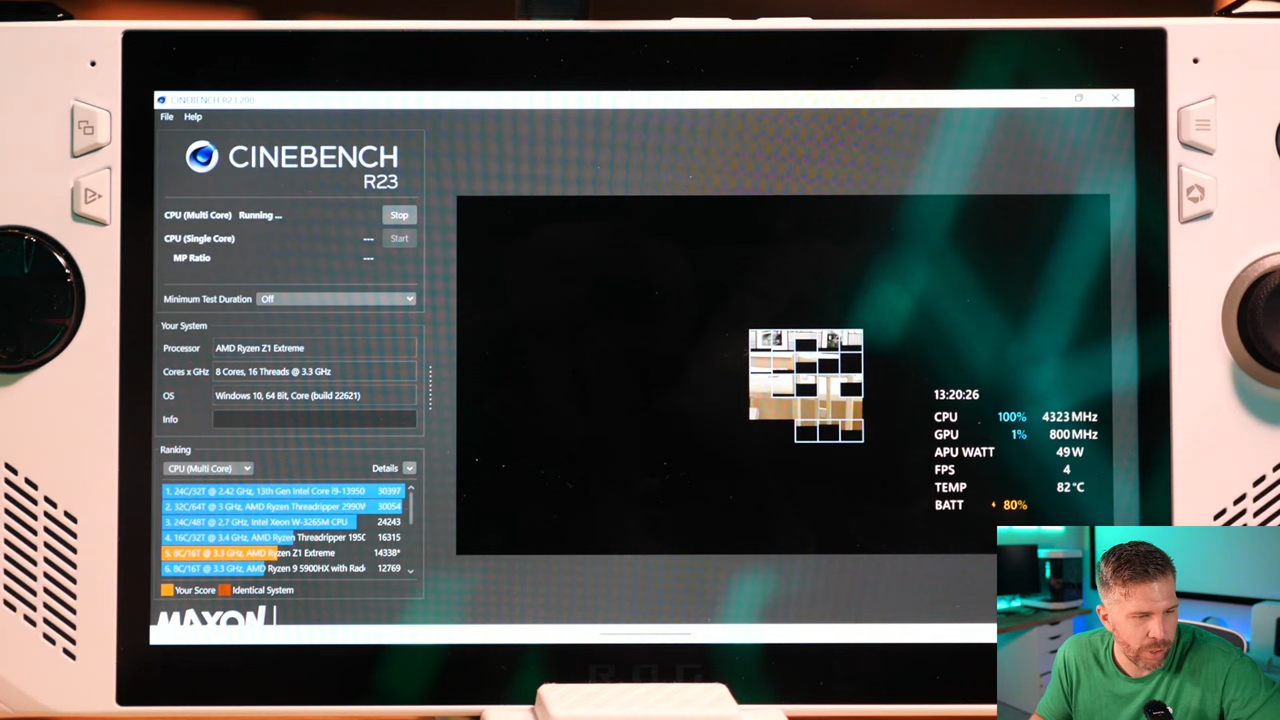 CINEBENCH R23.200
File Help
CINEBENCH
R23
CPU (Multi Core) Running ... Stop
CPU (Single Core) --- Start
MP Ratio ---
Minimum Test Duration Off
Your System
Processor AMD Ryzen Z1 Extreme
Cores x GHz 8 Cores, 16 Threads @ 3.3 GHz
OS Windows 10, 64 Bit, Core (build 22621)
Info
Ranking
CPU (Multi Core) Details
1. 24C/32T @ 2.42 GHz, 13th Gen Intel Core i9-13950 30397
2. 32C/64T @ 3 GHz, AMD Ryzen Threadripper 2990W 30054
3. 24C/48T @ 2.7 GHz, Intel Xeon W-3265M CPU 24243
4. 16C/32T @ 3.4 GHz, AMD Ryzen Threadripper 1950 16315
5. 8C/16T @ 3.3 GHz, AMD Ryzen Z1 Extreme 14338*
6. 8C/16T @ 3.3 GHz, AMD Ryzen 9 5900HX with Rad 12769
Your Score Identical System
MAXON
13:20:26
CPU 100% 4323 MHz
GPU 1% 800 MHz
APU WATT 49 W
FPS 4
TEMP 82 °C
BATT 80%
ROG